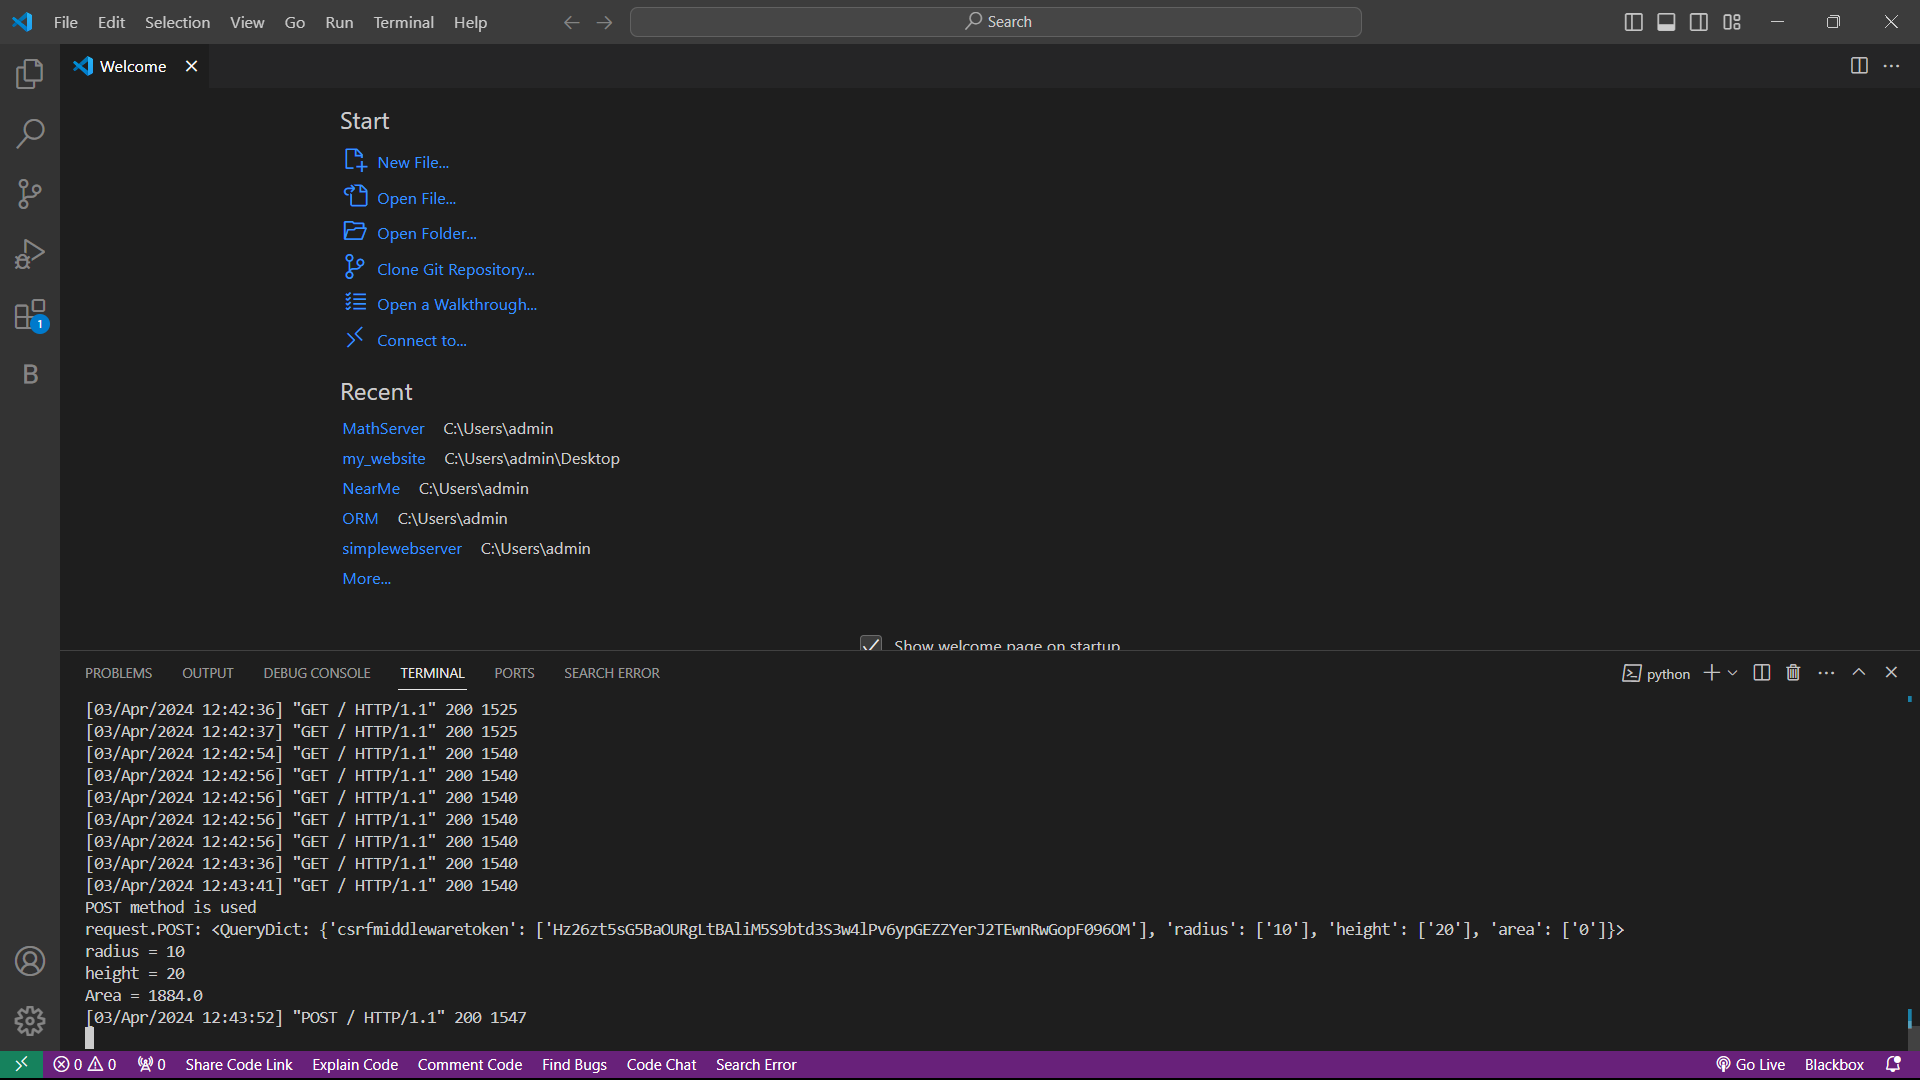 File Edit Selection View Go Run Terminal Help
Search
Welcome
Start
New File...
Open File...
Open Folder...
Clone Git Repository...
Open a Walkthrough...
Connect to...
1
B
Recent
MathServer C:\Users\admin
my_website C:\Users\admin\Desktop
NearMe C:\Users\admin
ORM C:\Users\admin
simplewebserver C:\Users\admin
More...
Show welcome page on startup
PROBLEMS OUTPUT DEBUG CONSOLE TERMINAL PORTS SEARCH ERROR python
[03/Apr/2024 12:42:36] "GET / HTTP/1.1" 200 1525
[03/Apr/2024 12:42:37] "GET / HTTP/1.1" 200 1525
[03/Apr/2024 12:42:54] "GET / HTTP/1.1" 200 1540
[03/Apr/2024 12:42:56] "GET / HTTP/1.1" 200 1540
[03/Apr/2024 12:42:56] "GET / HTTP/1.1" 200 1540
[03/Apr/2024 12:42:56] "GET / HTTP/1.1" 200 1540
[03/Apr/2024 12:42:56] "GET / HTTP/1.1" 200 1540
[03/Apr/2024 12:43:36] "GET / HTTP/1.1" 200 1540
[03/Apr/2024 12:43:41] "GET / HTTP/1.1" 200 1540
POST method is used
request.POST: <QueryDict: {'csrfmiddlewaretoken': ['Hz26zt5sG5BaOURgLtBAliM5S9btd3S3w4lPv6ypGEZZYerJ2TEwnRwGopF096OM'], 'radius': ['10'], 'height': ['20'], 'area': ['0']}>
radius = 10
height = 20
Area = 1884.0
[03/Apr/2024 12:43:52] "POST / HTTP/1.1" 200 1547
0 0 0 Share Code Link Explain Code Comment Code Find Bugs Code Chat Search Error Go Live Blackbox